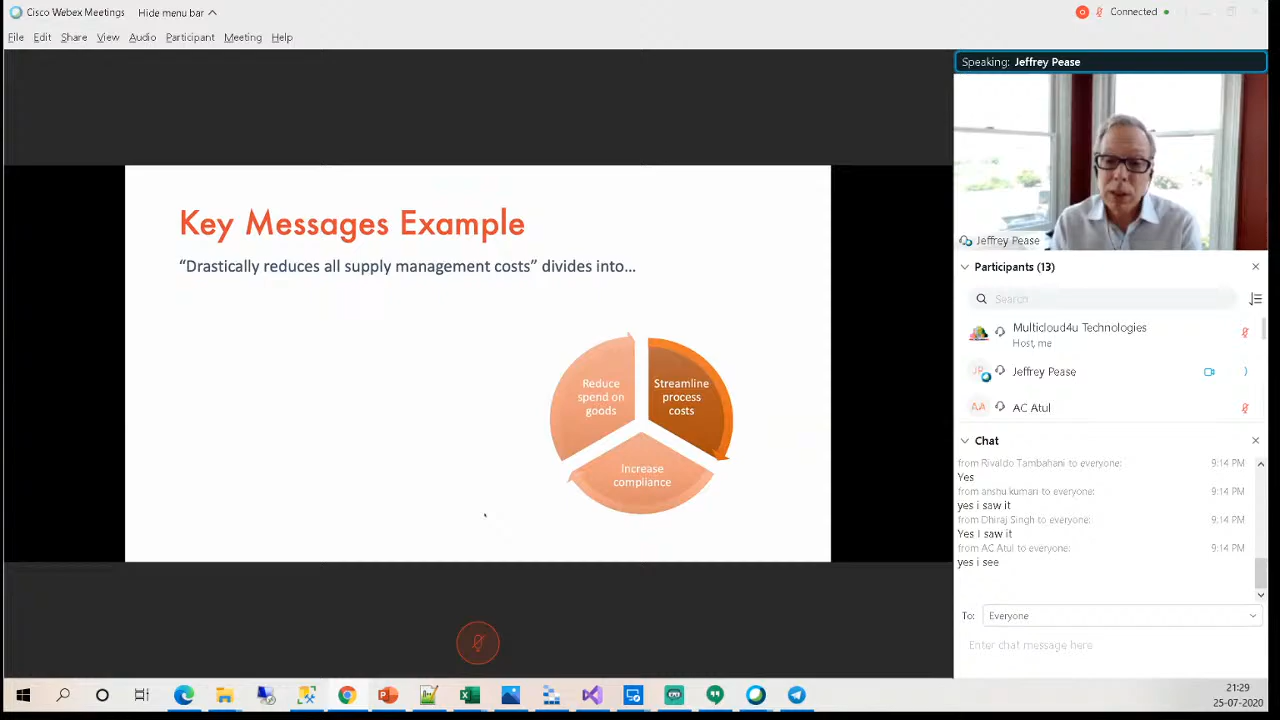 Cisco Webex Meetings
Hide menu bar
Connected
File Edit Share View Audio Participant Meeting Help
Speaking: Jeffrey Pease
Key Messages Example
“Drastically reduces all supply management costs” divides into...
Reduce
spend on
goods
Streamline
process
costs
Increase
compliance
Jeffrey Pease
Participants (13)
Search
Multicloud4u Technologies
Host, me
JP
Jeffrey Pease
AA
AC Atul
Chat
from Rivaldo Tambahani to everyone: 9:14 PM
Yes
from anshu kumari to everyone: 9:14 PM
yes i saw it
from Dhiraj Singh to everyone: 9:14 PM
Yes I saw it
from AC Atul to everyone: 9:14 PM
yes i see
To: Everyone
Enter chat message here
21:29
25-07-2020